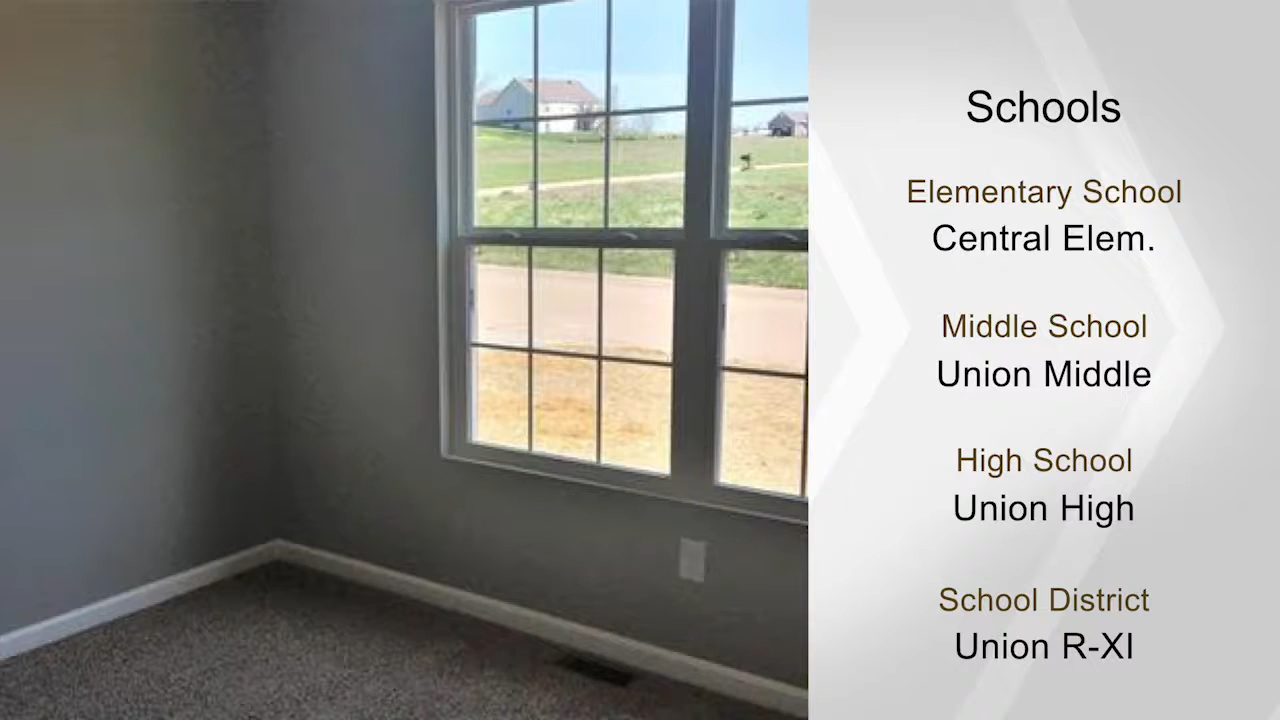 Schools
Elementary School
Central Elem.
Middle School
Union Middle
High School
Union High
School District
Union R-XI